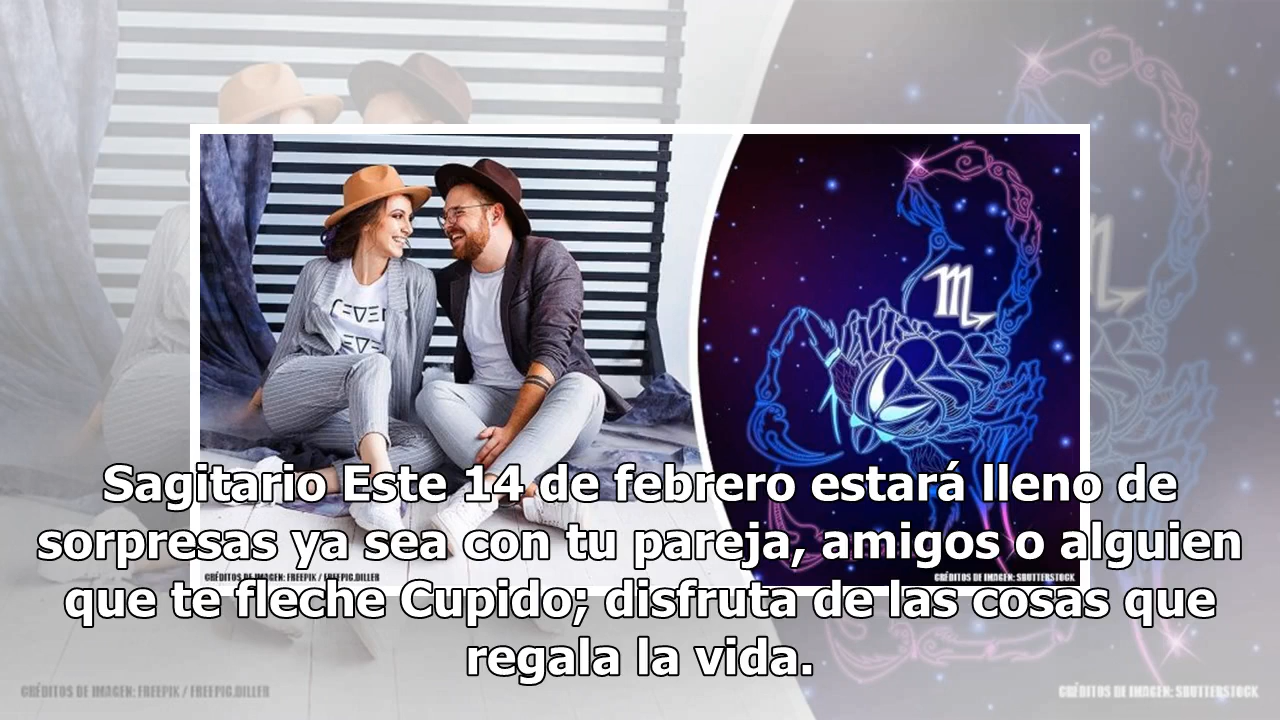 Sagitario Este 14 de febrero estará lleno de
sorpresas ya sea con tu pareja, amigos o alguien
que te fleche Cupido; disfruta de las cosas que
regala la vida.
CRÉDITOS DE IMAGEN: FREEPIK / FREEPIC.DILLER
CRÉDITOS DE IMAGEN: SHUTTERSTOCK
CRÉDITOS DE IMAGEN: FREEPIK / FREEPIC.DILLER
CRÉDITOS DE IMAGEN: SHUTTERSTOCK